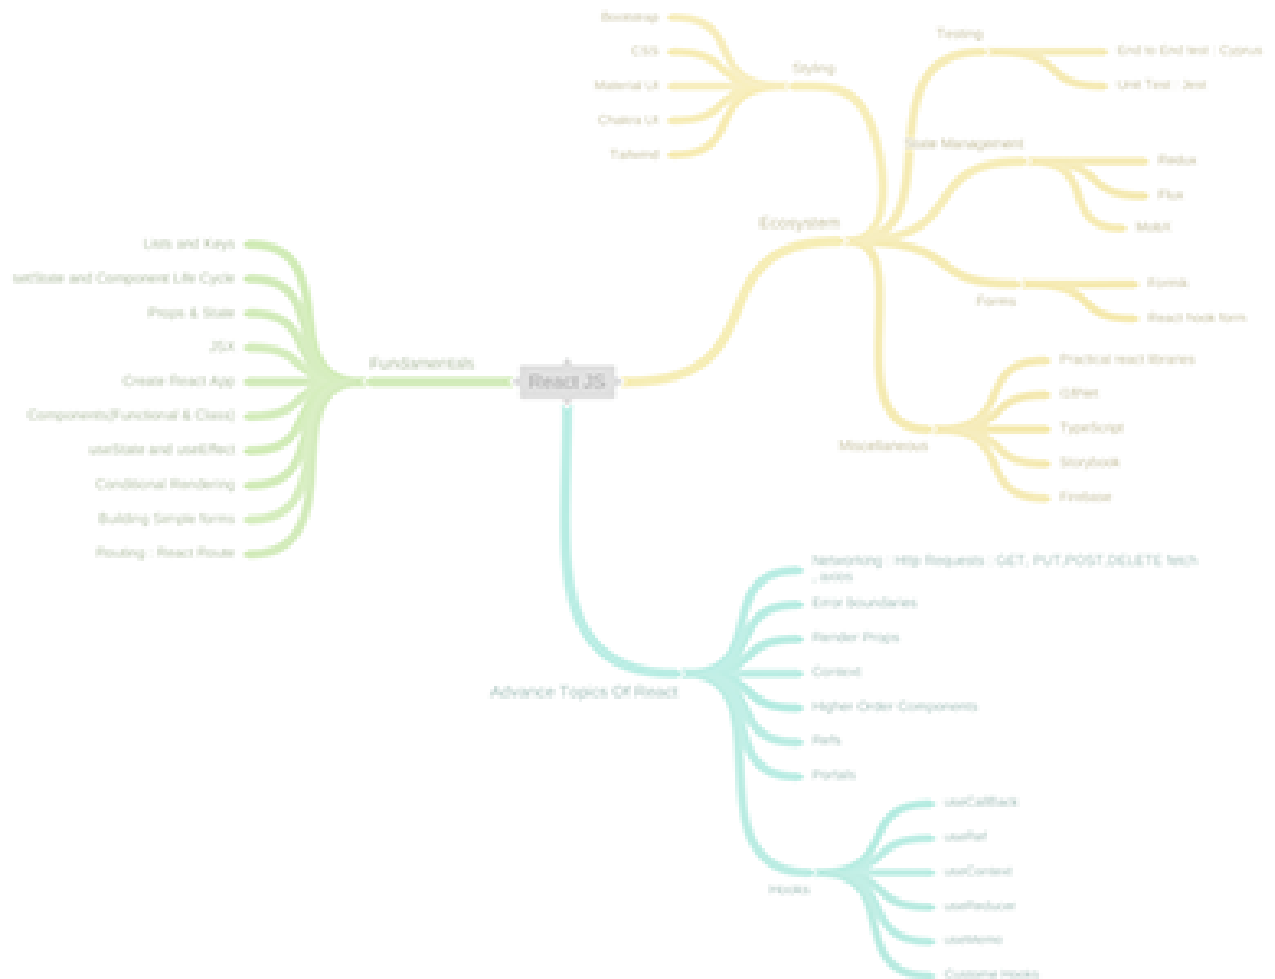 React JS
Fundamentals
Lists and Keys
setState and Component Life Cycle
Props & State
JSX
Create React App
Components(Functional & Class)
useState and useEffect
Conditional Rendering
Building Simple forms
Routing : React Route
Ecosystem
Styling
Bootstrap
CSS
Material UI
Chakra UI
Tailwind
Testing
End to End test : Cyprus
Unit Test : Jest
State Management
Redux
Flux
MobX
Forms
Formik
React hook form
Miscellaneous
Practical react libraries
TypeScript
Storybook
Firebase
Advance Topics Of React
Networking : Http Requests : GET, PUT,POST,DELETE fetch
, axios
Error Boundaries
Render Props
Context
Higher Order Components
Refs
Portals
Hooks
useCallback
useRef
useContext
useReducer
useMemo
Custome Hooks